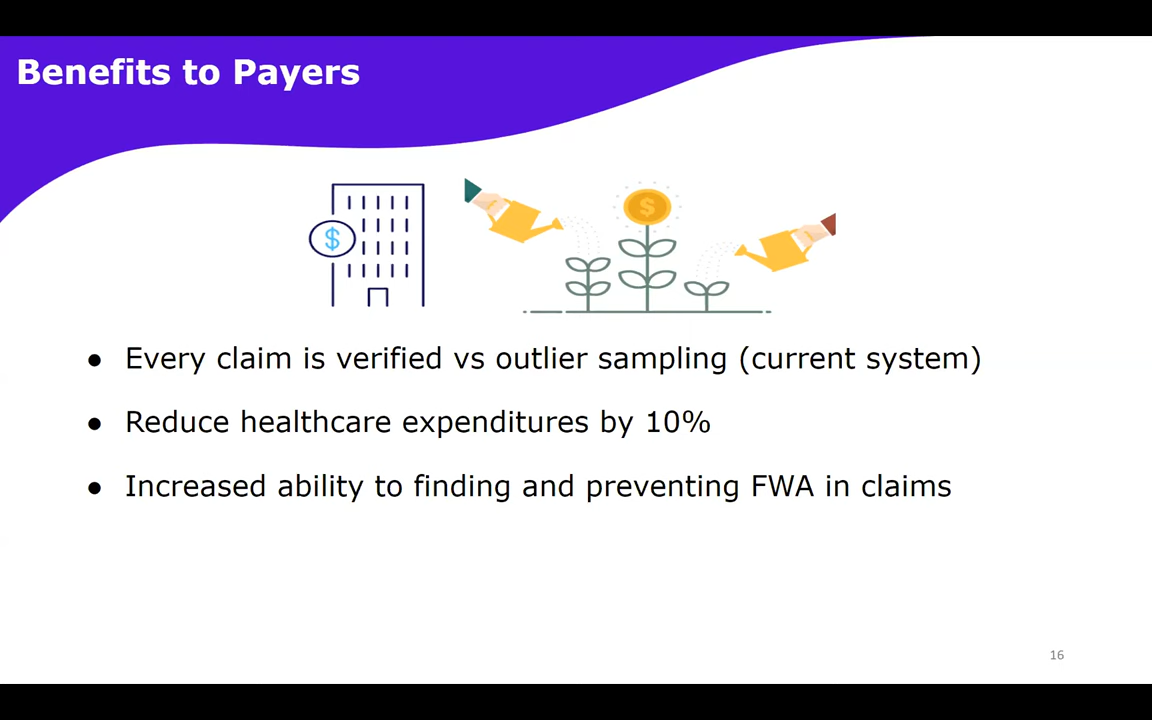 Benefits to Payers
$
$
● Every claim is verified vs outlier sampling (current system)
● Reduce healthcare expenditures by 10%
● Increased ability to finding and preventing FWA in claims
16